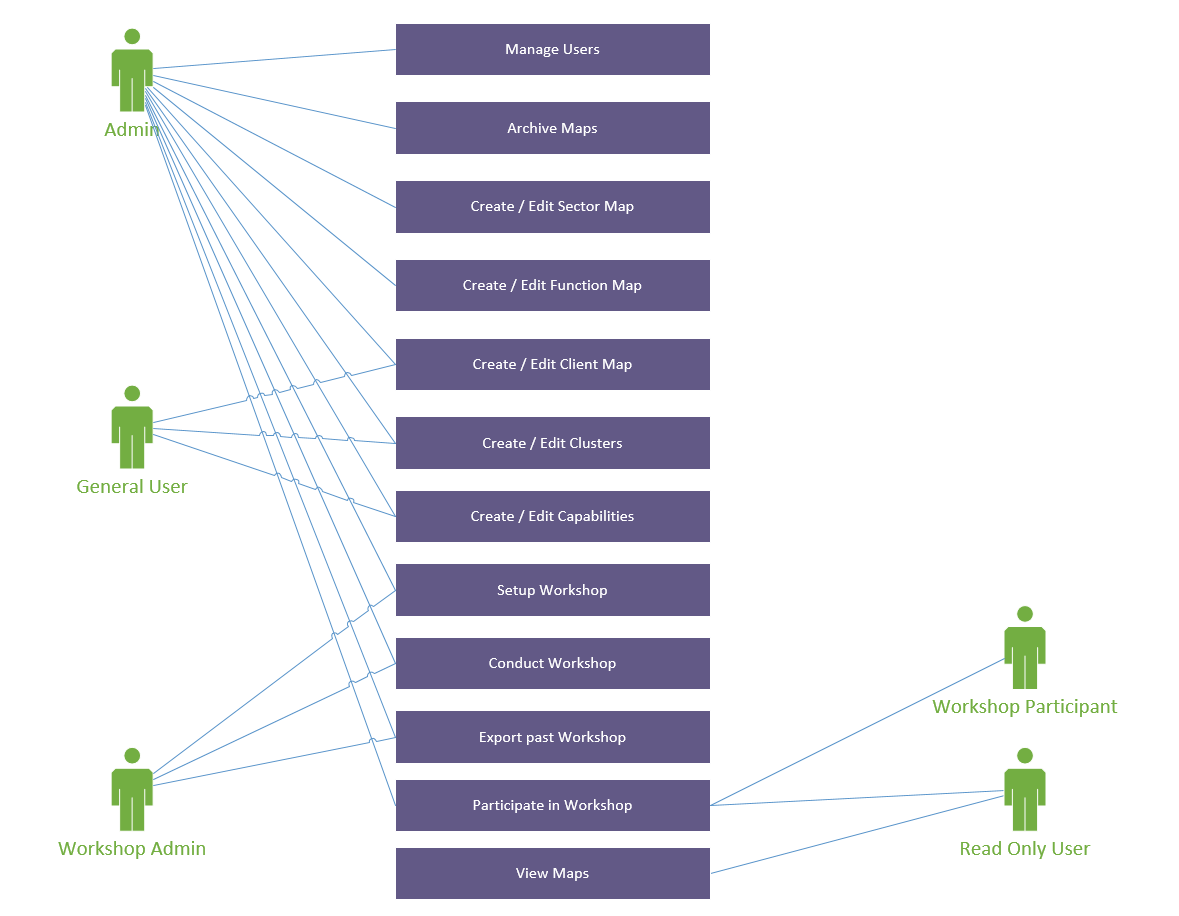 Manage Users
Admin
Archive Maps
Create / Edit Sector Map
Create / Edit Function Map
Create / Edit Client Map
Create / Edit Clusters
General User
Create / Edit Capabilities
Setup Workshop
Conduct Workshop
Workshop Participant
Export past Workshop
Participate in Workshop
Workshop Admin
Read Only User
View Maps